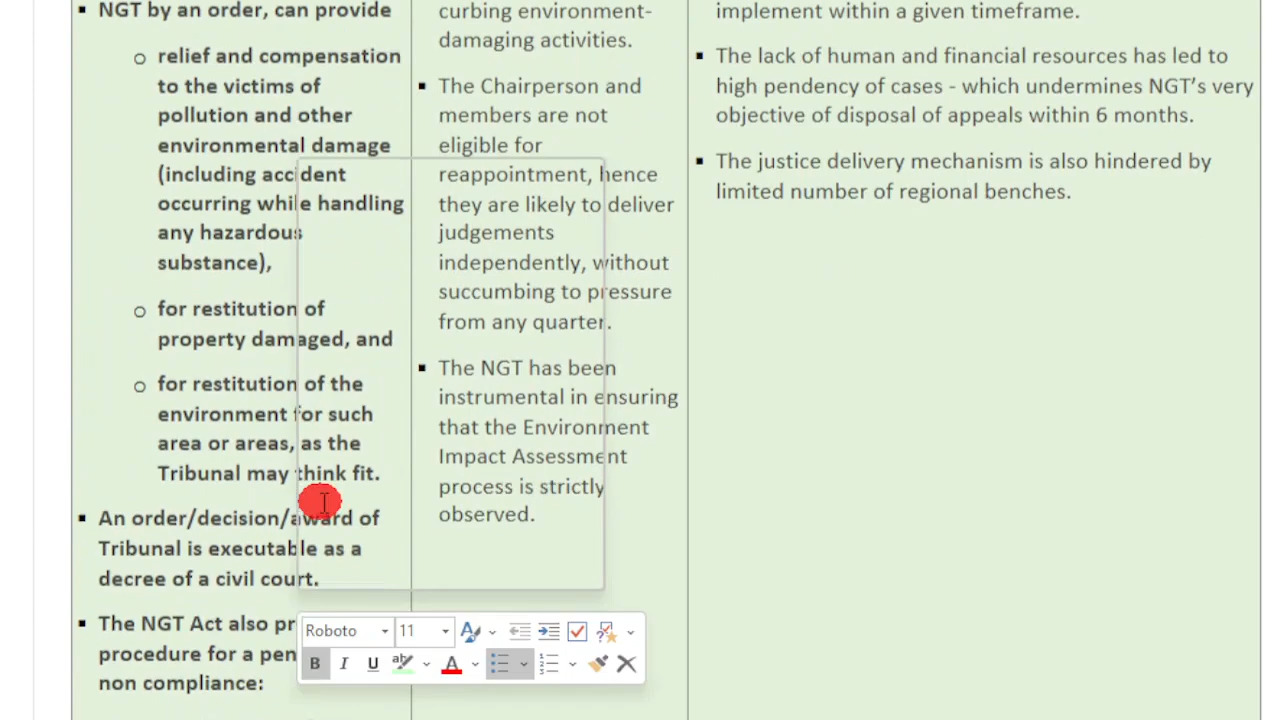 NGT by an order, can provide
o relief and compensation
to the victims of
pollution and other
environmental damage
(including accident
occurring while handling
any hazardous
substance),
o for restitution of
property damaged, and
o for restitution of the
environment for such
area or areas, as the
Tribunal may think fit.
An order/decision/award of
Tribunal is executable as a
decree of a civil court.
The NGT Act also pr
procedure for a pen
non compliance:
curbing environment-
damaging activities.
The Chairperson and
members are not
eligible for
reappointment, hence
they are likely to deliver
judgements
independently, without
succumbing to pressure
from any quarter.
The NGT has been
instrumental in ensuring
that the Environment
Impact Assessment
process is strictly
observed.
implement within a given timeframe.
The lack of human and financial resources has led to
high pendency of cases - which undermines NGT’s very
objective of disposal of appeals within 6 months.
The justice delivery mechanism is also hindered by
limited number of regional benches.
Roboto 11
B I U ab A